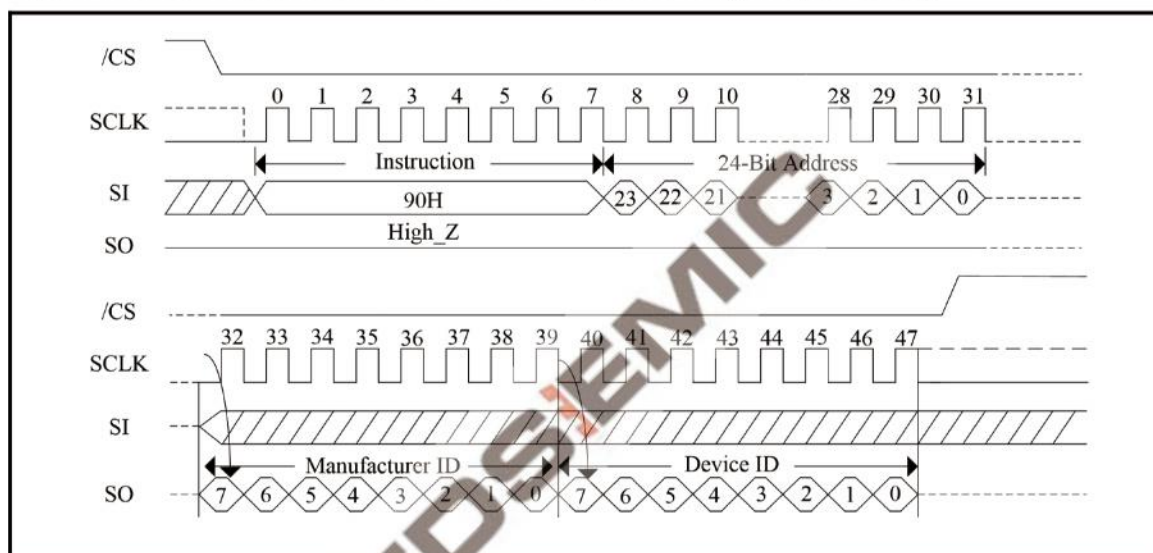 /CS
0 1 2 3 4 5 6 7 8 9 10 28 29 30 31
SCLK
Instruction 24-Bit Address
SI 90H 23 22 21 3 2 1 0
High_Z
SO
/CS
32 33 34 35 36 37 38 39 40 41 42 43 44 45 46 47
SCLK
SI
Manufacturer ID Device ID
SO 7 6 5 4 3 2 1 0 7 6 5 4 3 2 1 0